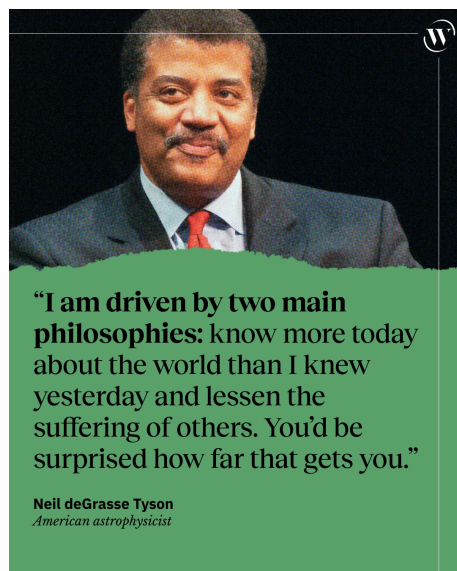 W
“I am driven by two main
philosophies: know more today
about the world than I knew
yesterday and lessen the
suffering of others. You’d be
surprised how far that gets you.”
Neil deGrasse Tyson
American astrophysicist